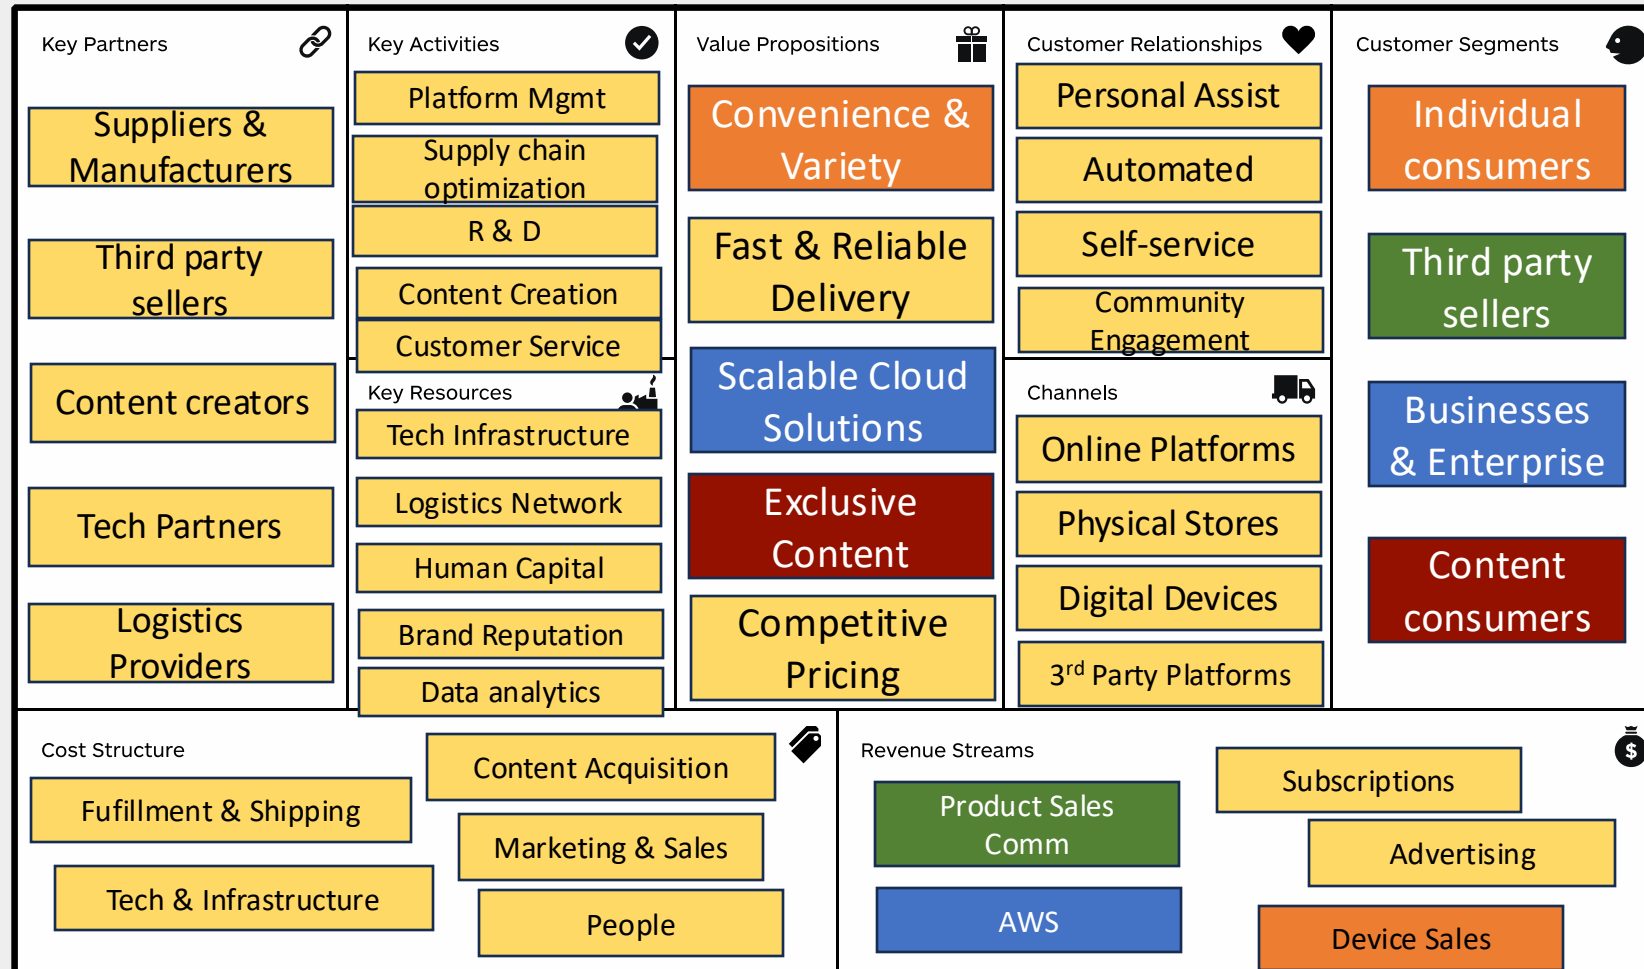 Key Partners
Suppliers &
Manufacturers
Third party
sellers
Content creators
Tech Partners
Logistics
Providers
Key Activities
Platform Mgmt
Supply chain
optimization
R & D
Content Creation
Customer Service
Key Resources
Tech Infrastructure
Logistics Network
Human Capital
Brand Reputation
Data analytics
Value Propositions
Convenience &
Variety
Fast & Reliable
Delivery
Scalable Cloud
Solutions
Exclusive
Content
Competitive
Pricing
Customer Relationships
Personal Assist
Automated
Self-service
Community
Engagement
Channels
Online Platforms
Physical Stores
Digital Devices
3rd Party Platforms
Customer Segments
Individual
consumers
Third party
sellers
Businesses
& Enterprise
Content
consumers
Cost Structure
Fufillment & Shipping
Tech & Infrastructure
Content Acquisition
Marketing & Sales
People
Revenue Streams
$
Product Sales
Comm
AWS
Subscriptions
Advertising
Device Sales